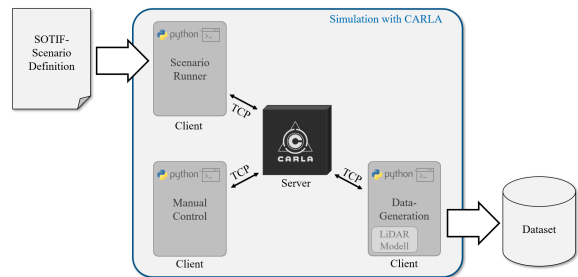 SOTIF-
Scenario
Definition
Simulation with CARLA
python
>_
Scenario
Runner
Client
TCP
CARLA
Server
python
>_
Manual
Control
Client
TCP
TCP
python
>_
Data-
Generation
LiDAR
Modell
Client
Dataset